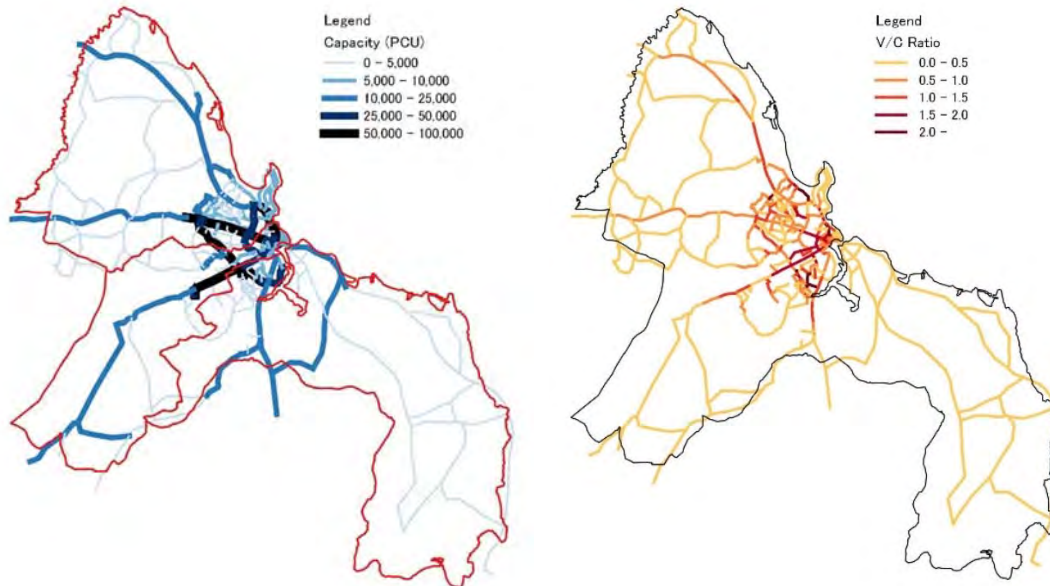 Legend
Capacity (PCU)
0 - 5,000
5,000 - 10,000
10,000 - 25,000
25,000 - 50,000
50,000 - 100,000
Legend
V/C Ratio
0.0 - 0.5
0.5 - 1.0
1.0 - 1.5
1.5 - 2.0
2.0 -